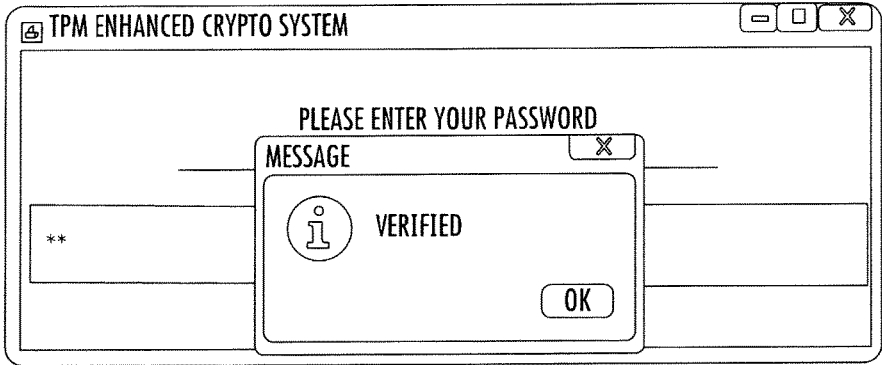 TPM ENHANCED CRYPTO SYSTEM
PLEASE ENTER YOUR PASSWORD
MESSAGE
VERIFIED
**
OK